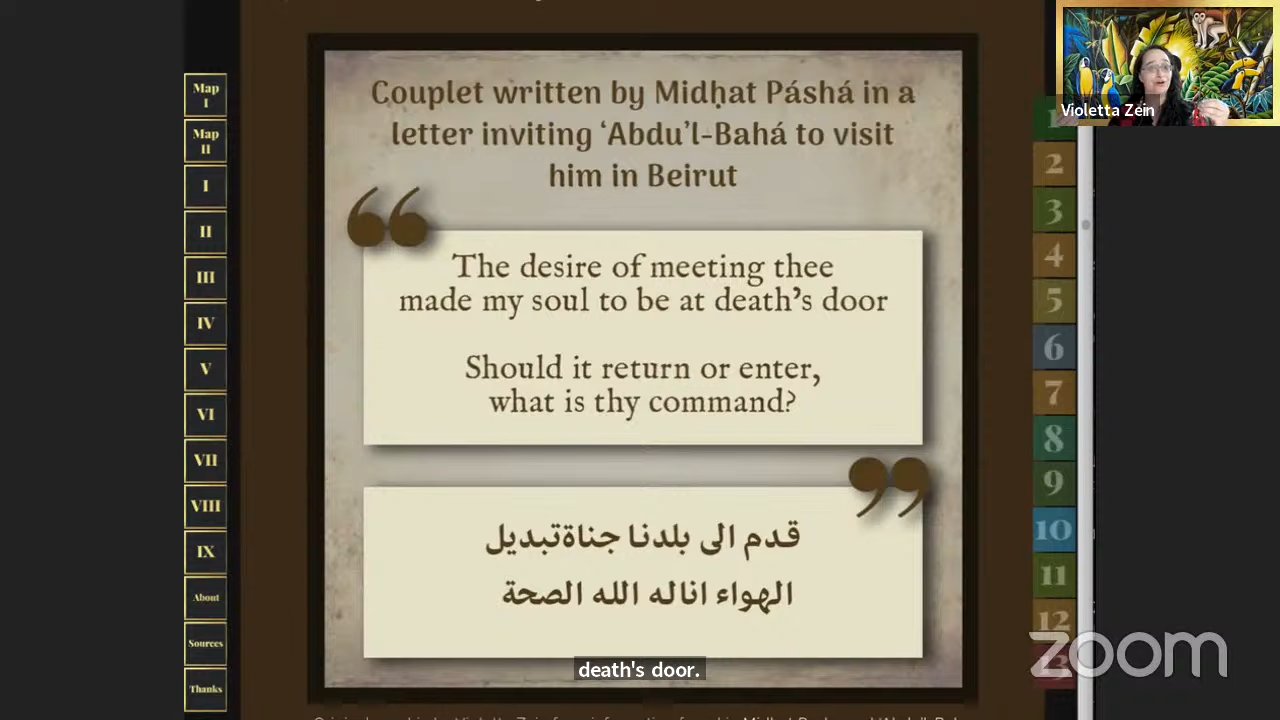 Couplet written by Midḥat Páshá in a
letter inviting ‘Abdu’l-Bahá to visit
him in Beirut
The desire of meeting thee
made my soul to be at death’s door
Should it return or enter,
what is thy command?
قدم الى بلدنا جناةتبديل
الهواء اناله الله الصحة
death's door.
Map
I
Map
II
I
II
III
IV
V
VI
VII
VIII
IX
About
Sources
Thanks
Violetta Zein
2
3
4
5
6
7
8
9
10
11
12
zoom